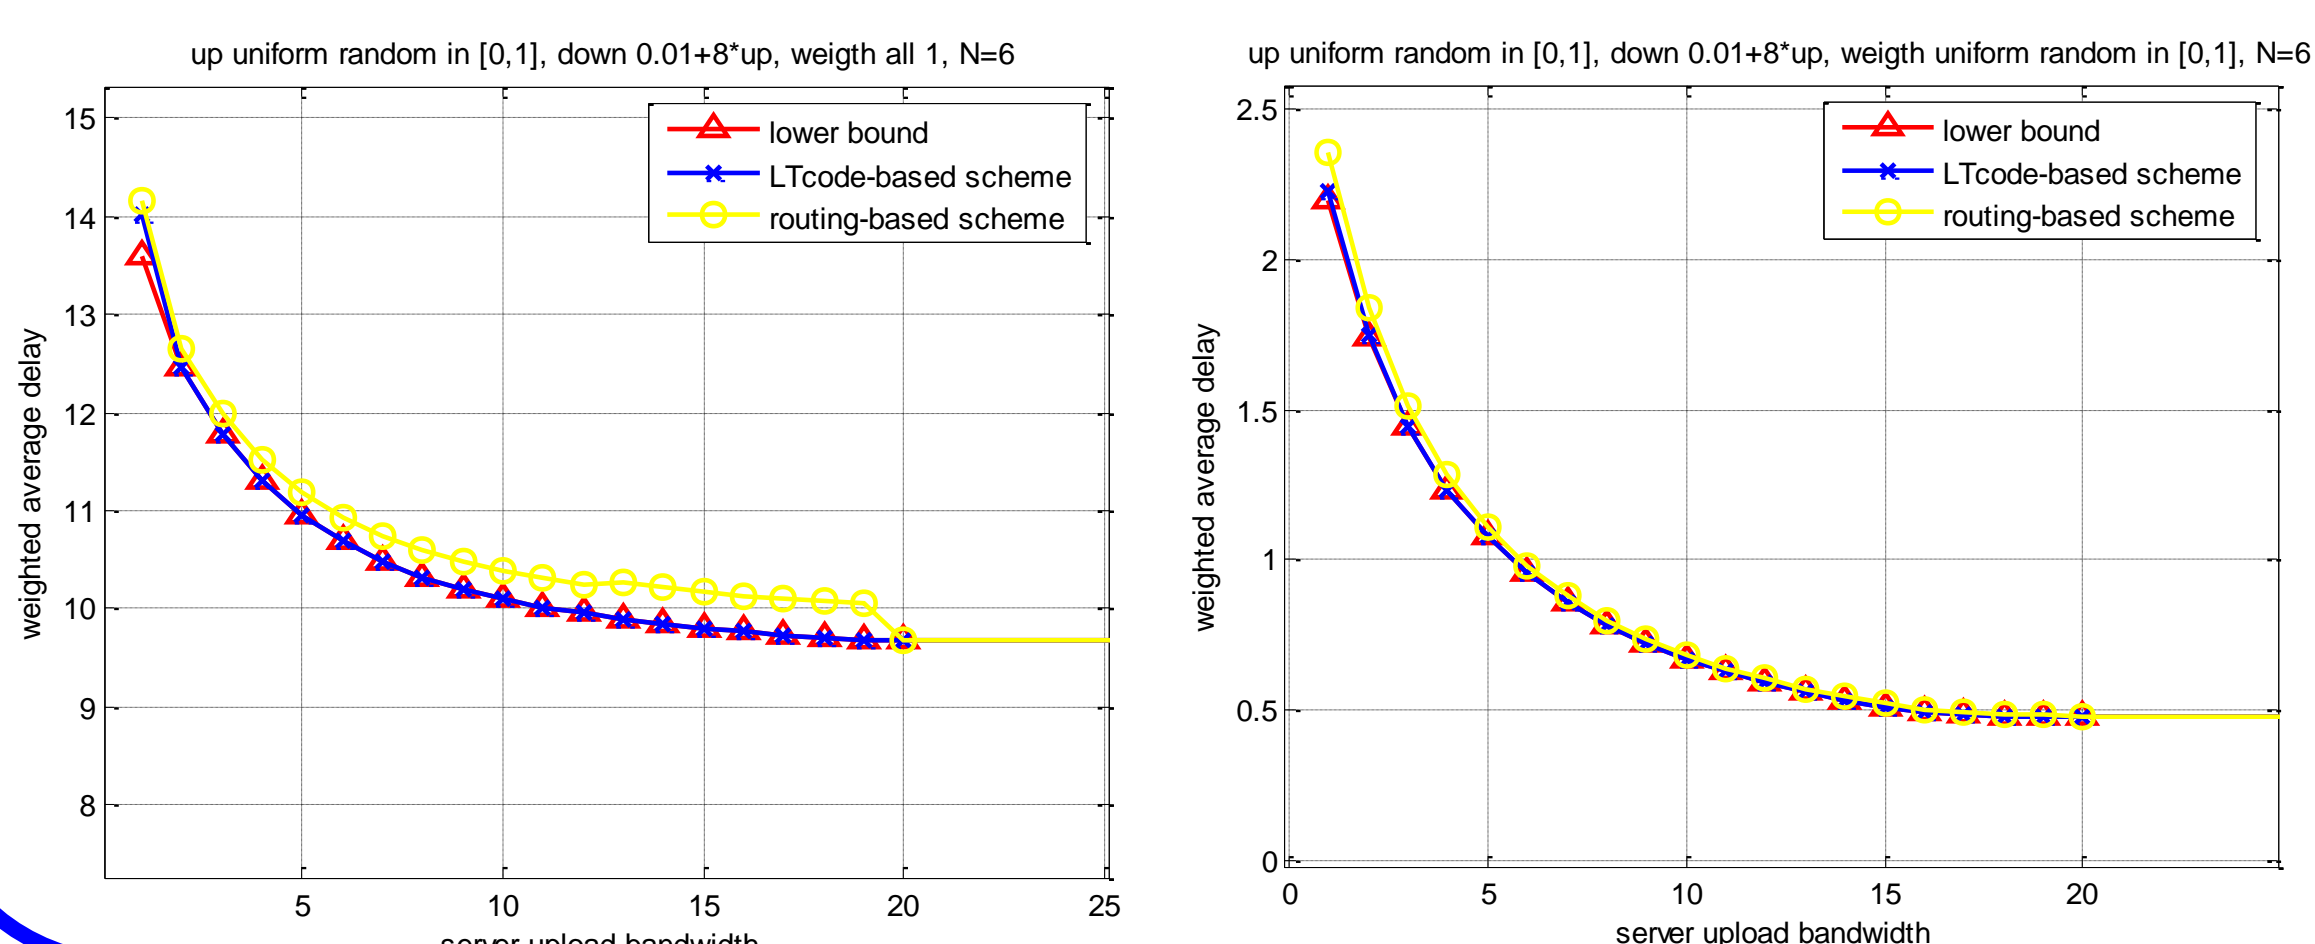 up uniform random in [0,1], down 0.01+8*up, weigth all 1, N=6
15
14
13
12
11
10
9
8
weighted average delay
lower bound
LTcode-based scheme
routing-based scheme
5
10
15
20
25
server upload bandwidth
up uniform random in [0,1], down 0.01+8*up, weigth uniform random in [0,1], N=6
2.5
2
1.5
1
0.5
0
weighted average delay
lower bound
LTcode-based scheme
routing-based scheme
0
5
10
15
20
server upload bandwidth